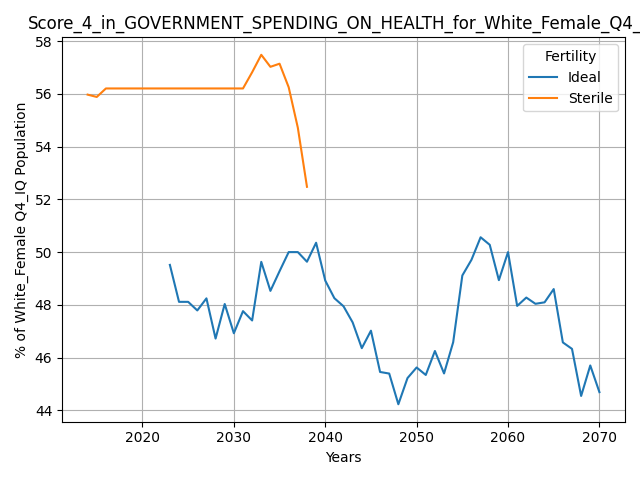 Score_4_in_GOVERNMENT_SPENDING_ON_HEALTH_for_White_Female_Q4_
58
56
54
52
50
48
46
44
% of White_Female Q4_IQ Population
Fertility
Ideal
Sterile
2020 2030 2040 2050 2060 2070
Years